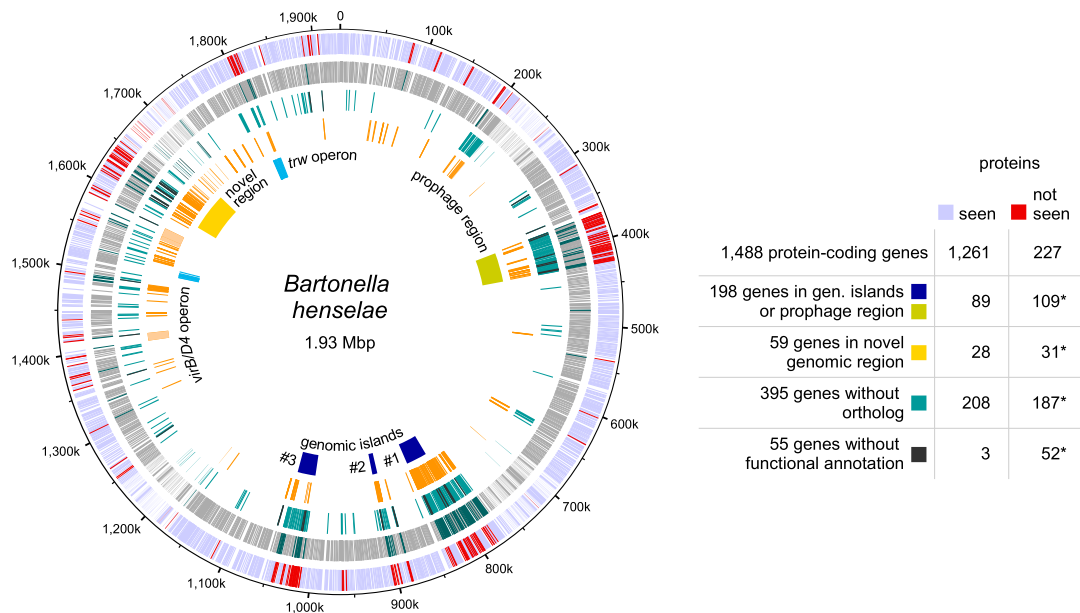 0
100k
200k
300k
400k
500k
600k
700k
800k
900k
1,000k
1,100k
1,200k
1,300k
1,400k
1,500k
1,600k
1,700k
1,800k
1,900k
trw operon
novel
region
prophage region
virB/D4 operon
genomic islands
#3
#2
#1
Bartonella
henselae
1.93 Mbp
proteins
seen
not
seen
1,488 protein-coding genes 1,261 227
198 genes in gen. islands
or prophage region 89 109*
59 genes in novel
genomic region 28 31*
395 genes without
ortholog 208 187*
55 genes without
functional annotation 3 52*